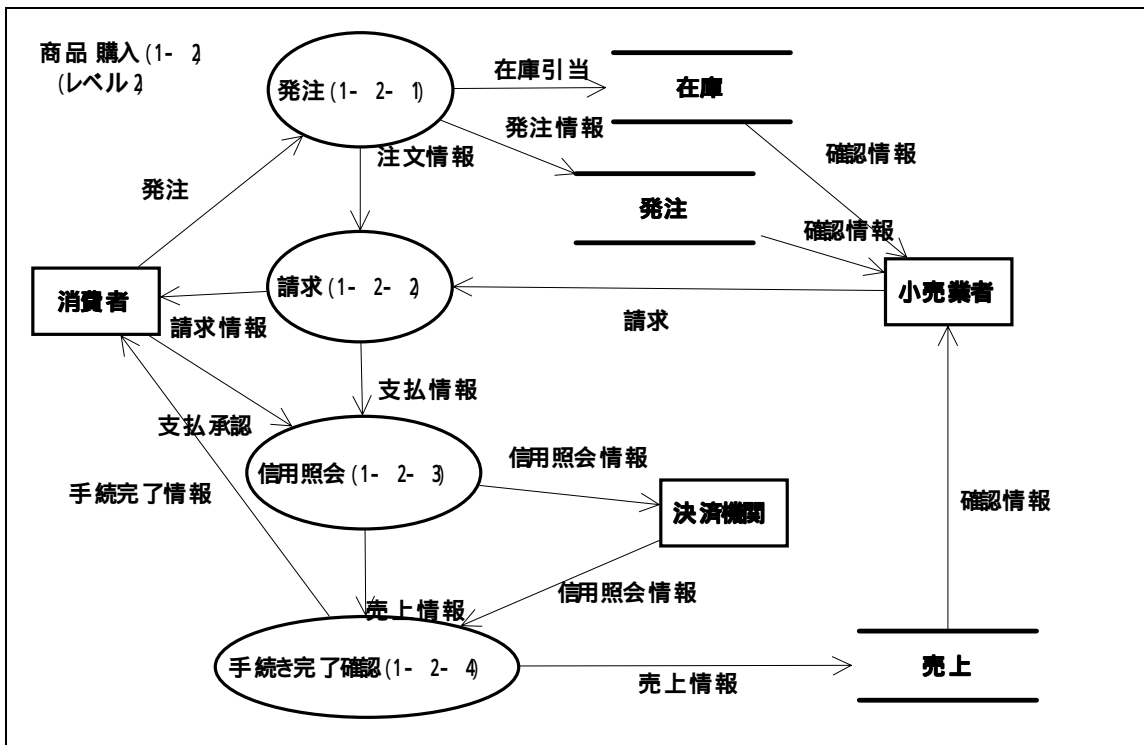 商品購入(1- 2)
(レベル2)
発注(1- 2- 1)
在庫引当
在庫
発注情報
注文情報
確認情報
発注
発注
確認情報
請求(1- 2- 2)
消費者
小売業者
請求情報
請求
支払情報
支払承認
信用照会(1- 2- 3)
信用照会情報
手続完了情報
決済機関
確認情報
信用照会情報
売上情報
手続き完了確認(1- 2- 4)
売上
売上情報